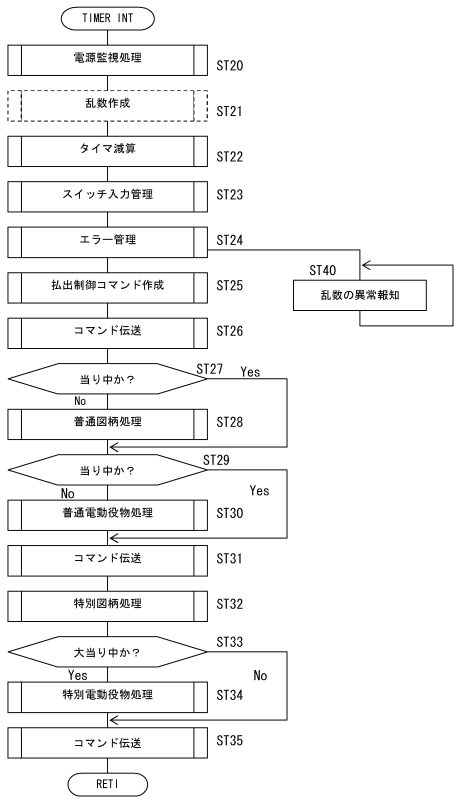 TIMER INT
電源監視処理
ST20
乱数作成
ST21
タイマ減算
ST22
スイッチ入力管理
ST23
エラー管理
ST24
ST40
乱数の異常報知
払出制御コマンド作成
ST25
コマンド伝送
ST26
当り中か?
ST27
Yes
No
普通図柄処理
ST28
当り中か?
ST29
Yes
No
普通電動役物処理
ST30
コマンド伝送
ST31
特別図柄処理
ST32
大当り中か?
ST33
Yes
No
特別電動役物処理
ST34
コマンド伝送
ST35
RETI